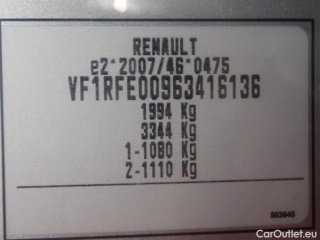 RENAULT
e2*2007/46*0475
VF1RFE00963416136
1994 Kg
3344 Kg
1-1080 Kg
2-1110 Kg
563945
CarOutlet.eu